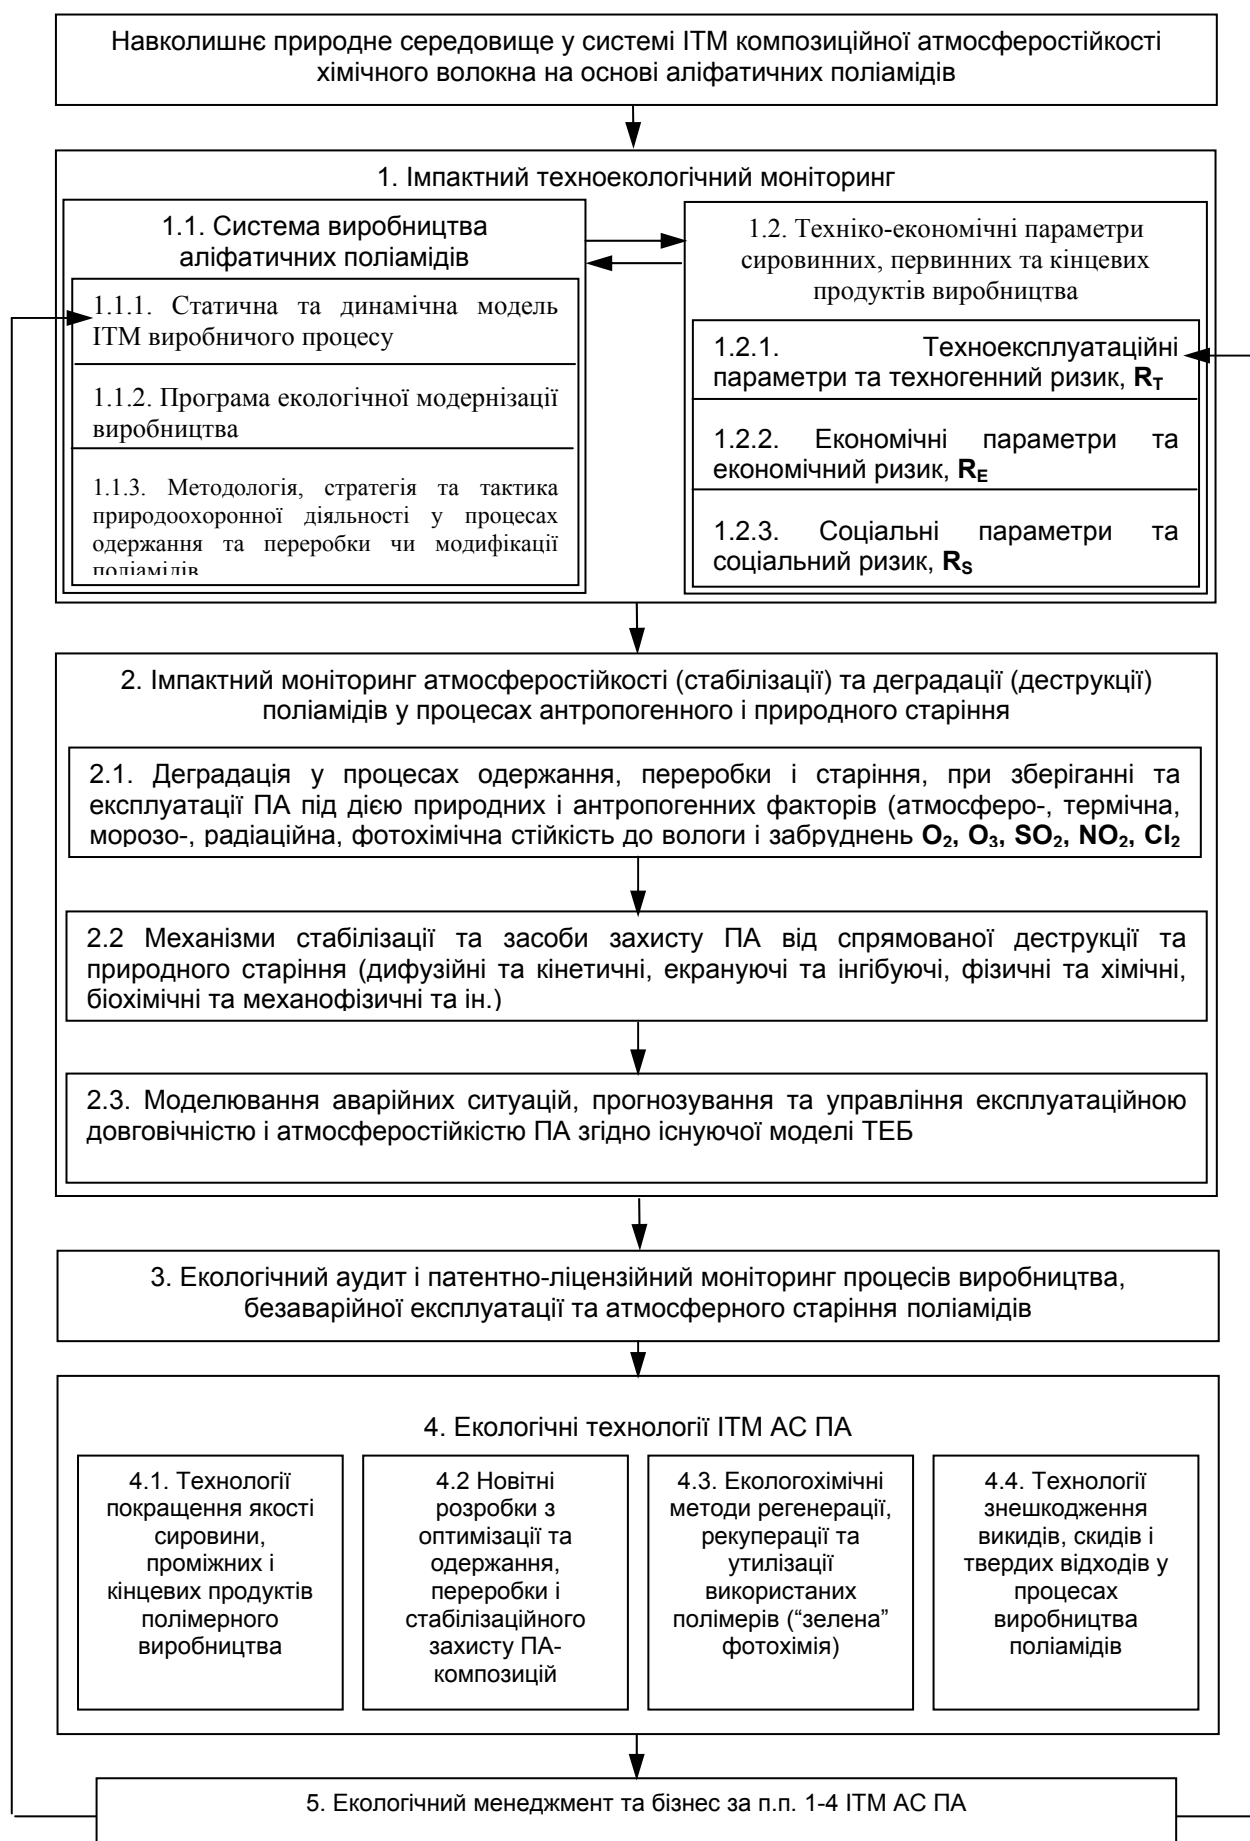 Навколишнє природне середовище у системі ІТМ композиційної атмосферостійкості
хімічного волокна на основі аліфатичних поліамідів
1. Імпактний техноекологічний моніторинг
1.1. Система виробництва
аліфатичних поліамідів
1.1.1. Статична та динамічна модель
ІТМ виробничого процесу
1.1.2. Програма екологічної модернізації
виробництва
1.1.3. Методологія, стратегія та тактика
природоохоронної діяльності у процесах
одержання та переробки чи модифікації
поліамідів
1.2. Техніко-економічні параметри
сировинних, первинних та кінцевих
продуктів виробництва
1.2.1. Техноексплуатаційні
параметри та техногенний ризик, R_T
1.2.2. Економічні параметри та
економічний ризик, R_E
1.2.3. Соціальні параметри та
соціальний ризик, R_S
2. Імпактний моніторинг атмосферостійкості (стабілізації) та деградації (деструкції)
поліамідів у процесах антропогенного і природного старіння
2.1. Деградація у процесах одержання, переробки і старіння, при зберіганні та
експлуатації ПА під дією природних і антропогенних факторів (атмосферо-, термічна,
морозо-, радіаційна, фотохімічна стійкість до вологи і забруднень O₂, O₃, SO₂, NO₂, Cl₂
2.2 Механізми стабілізації та засоби захисту ПА від спрямованої деструкції та
природного старіння (дифузійні та кінетичні, екрануючі та інгібуючі, фізичні та хімічні,
біохімічні та механофізичні та ін.)
2.3. Моделювання аварійних ситуацій, прогнозування та управління експлуатаційною
довговічністю і атмосферостійкістю ПА згідно існуючої моделі ТЕБ
3. Екологічний аудит і патентно-ліцензійний моніторинг процесів виробництва,
безаварійної експлуатації та атмосферного старіння поліамідів
4. Екологічні технології ІТМ АС ПА
4.1. Технології
покращення якості
сировини,
проміжних і
кінцевих продуктів
полімерного
виробництва
4.2 Новітні
розробки з
оптимізації та
одержання,
переробки і
стабілізаційного
захисту ПА-
композицій
4.3. Екологохімічні
методи регенерації,
рекуперації та
утилізації
використаних
полімерів (“зелена”
фотохімія)
4.4. Технології
знешкодження
викидів, скидів і
твердих відходів у
процесах
виробництва
поліамідів
5. Екологічний менеджмент та бізнес за п.п. 1-4 ІТМ АС ПА